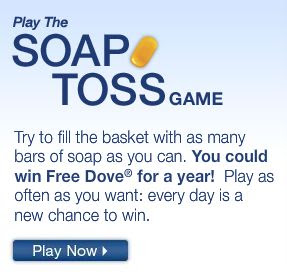 Play The
SOAP
TOSS GAME
Try to fill the basket with as many
bars of soap as you can. You could
win Free Dove® for a year! Play as
often as you want: every day is a
new chance to win.
Play Now